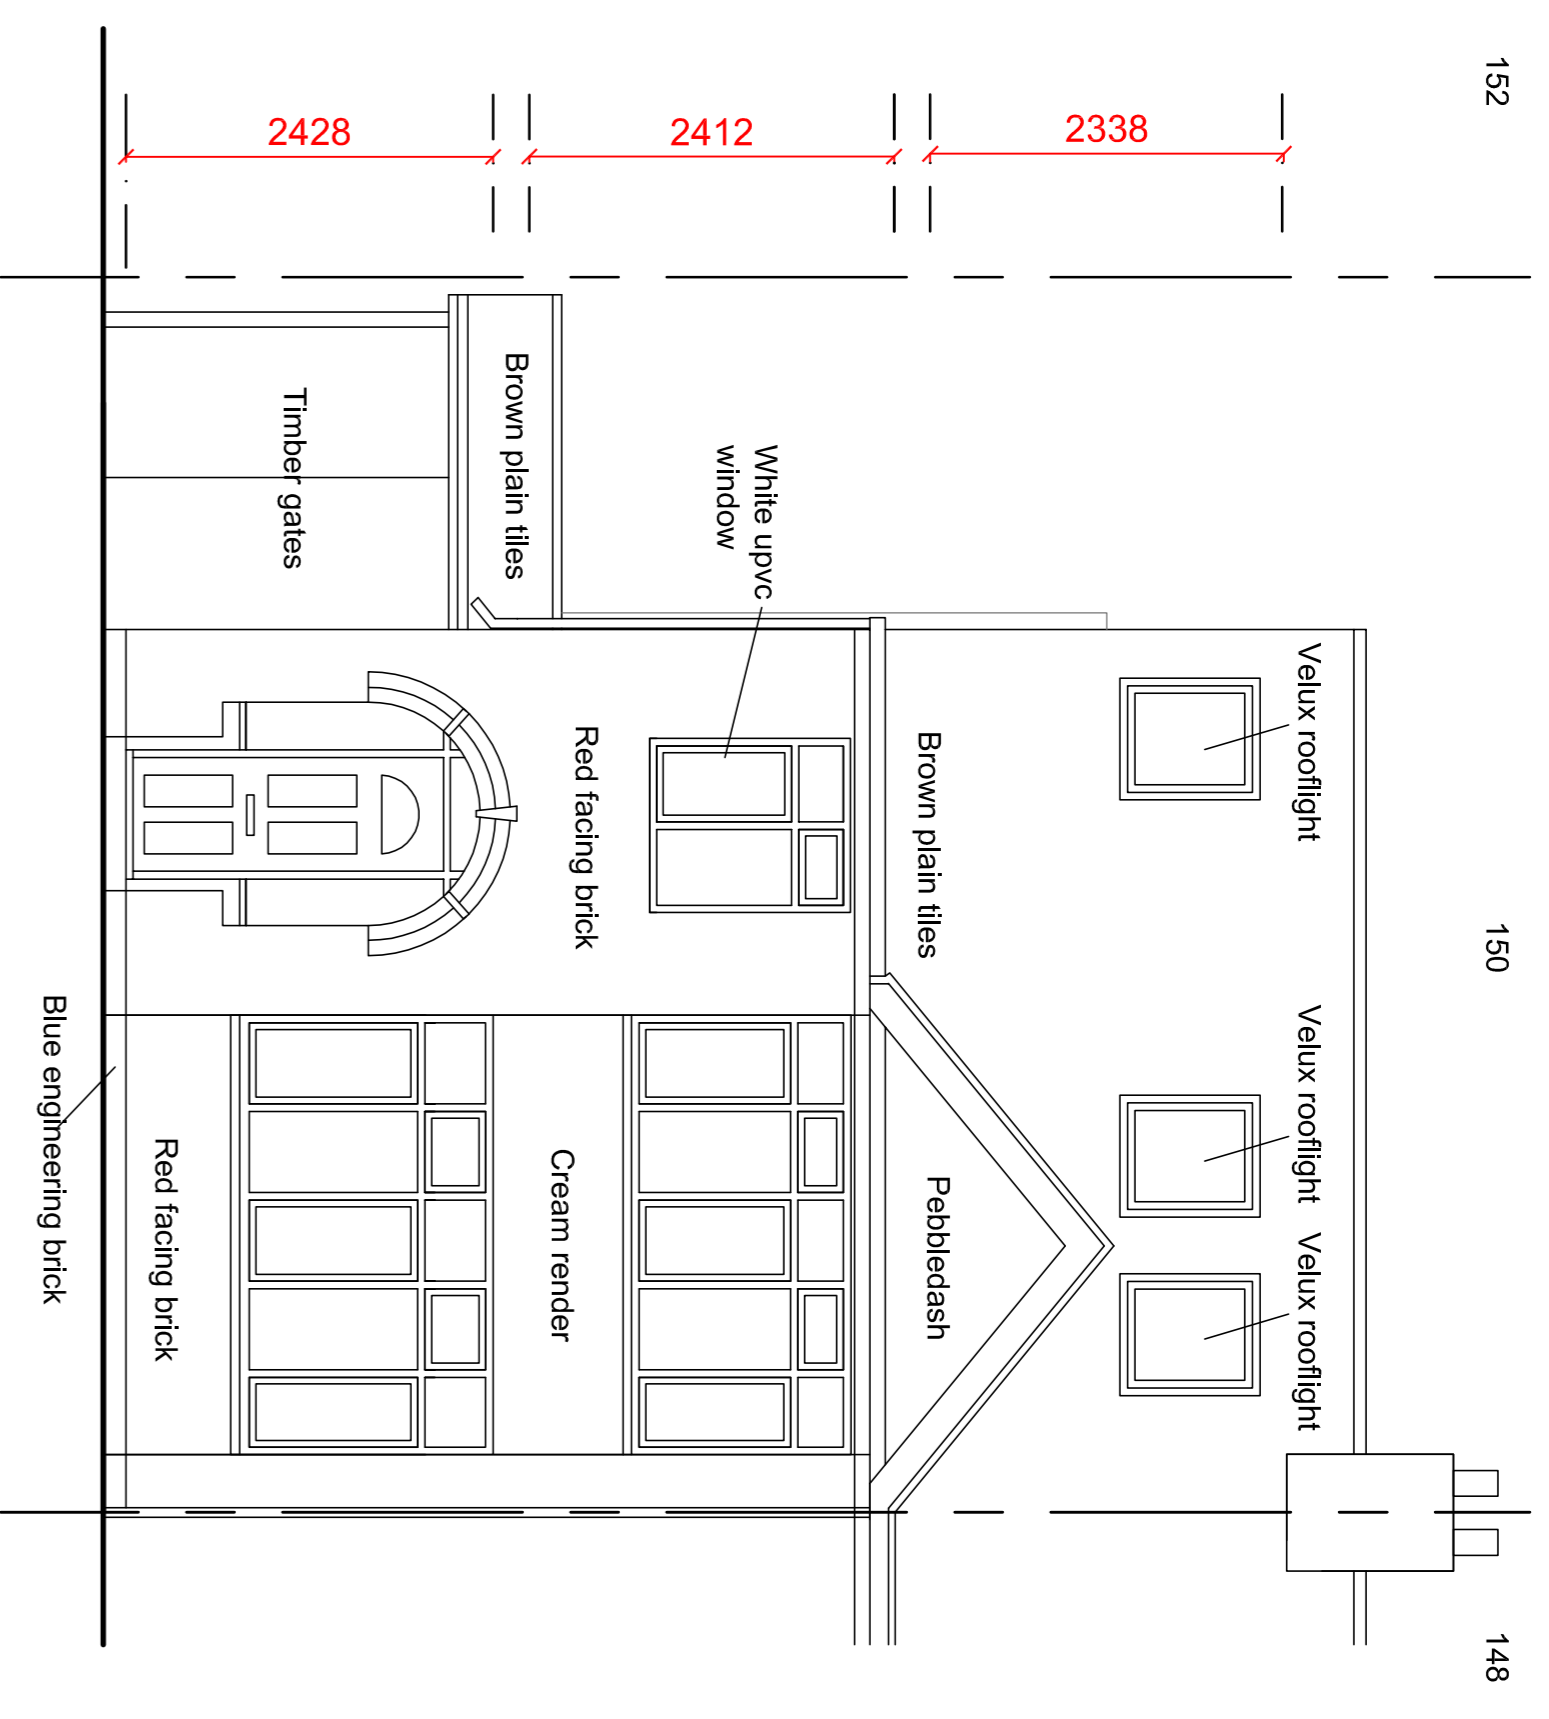 152
150
148
2338
2412
2428
Velux rooflight
Velux rooflight
Velux rooflight
Brown plain tiles
Pebbledash
White upvc
window
Red facing brick
Cream render
Brown plain tiles
Timber gates
Red facing brick
Blue engineering brick